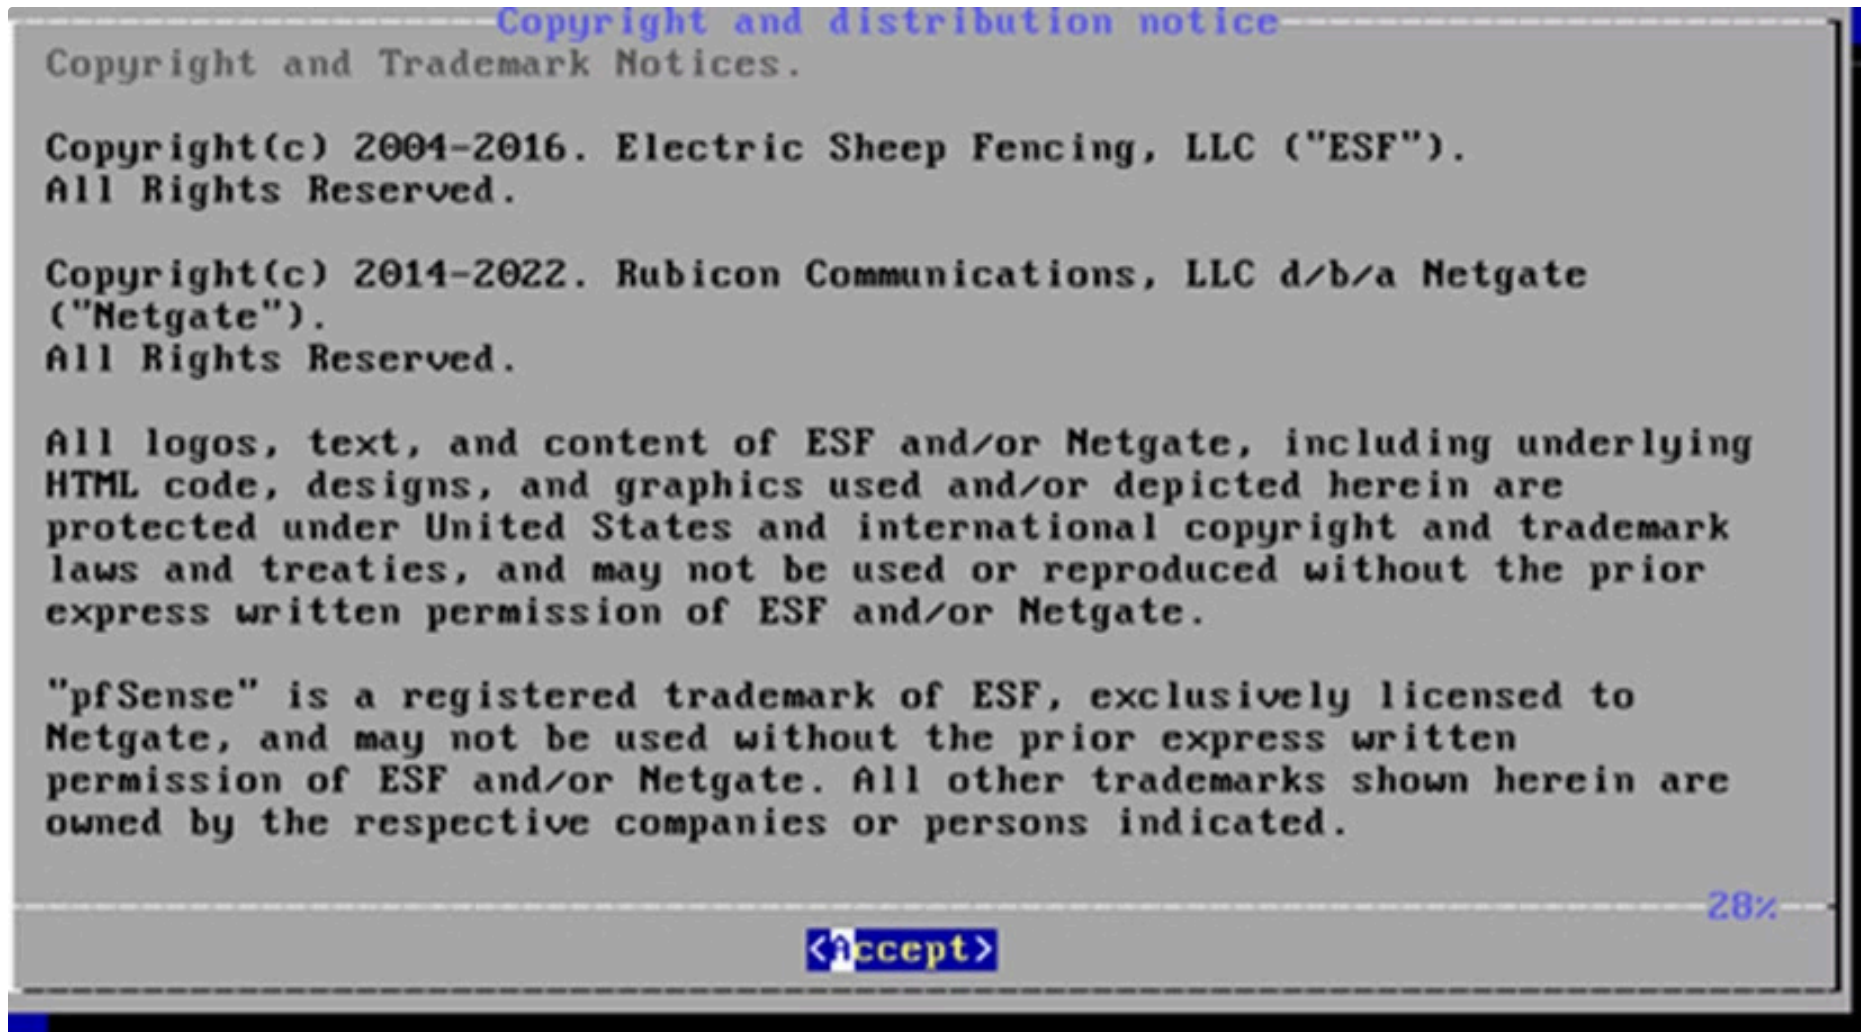 Copyright and distribution notice
Copyright and Trademark Notices.
Copyright(c) 2004-2016. Electric Sheep Fencing, LLC ("ESF").
All Rights Reserved.
Copyright(c) 2014-2022. Rubicon Communications, LLC d/b/a Netgate
("Netgate").
All Rights Reserved.
All logos, text, and content of ESF and/or Netgate, including underlying
HTML code, designs, and graphics used and/or depicted herein are
protected under United States and international copyright and trademark
laws and treaties, and may not be used or reproduced without the prior
express written permission of ESF and/or Netgate.
"pfSense" is a registered trademark of ESF, exclusively licensed to
Netgate, and may not be used without the prior express written
permission of ESF and/or Netgate. All other trademarks shown herein are
owned by the respective companies or persons indicated.
28%
<Accept>